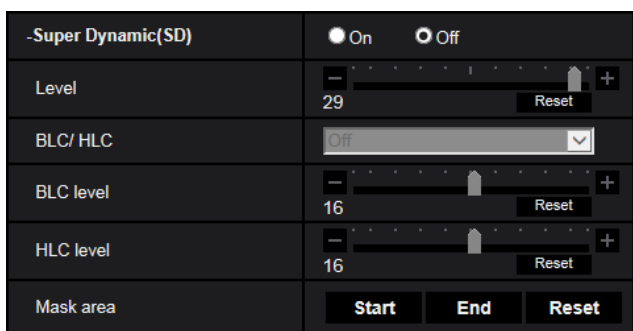 -Super Dynamic(SD) On Off
Level - +
29 Reset
BLC/ HLC Off
BLC level - +
16 Reset
HLC level - +
16 Reset
Mask area Start End Reset